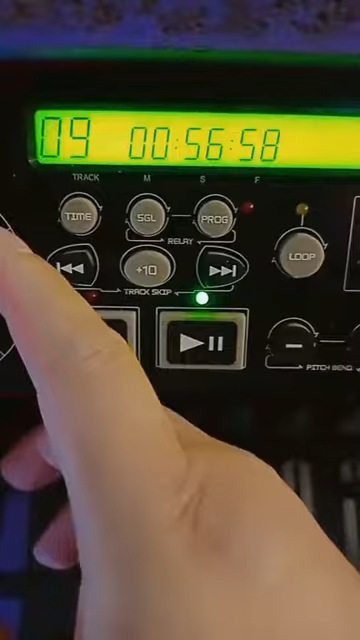 09 00:56:58
TRACK M S F
TIME SGL PROG
RELAY
+10 LOOP
TRACK SKIP
PITCH BEND